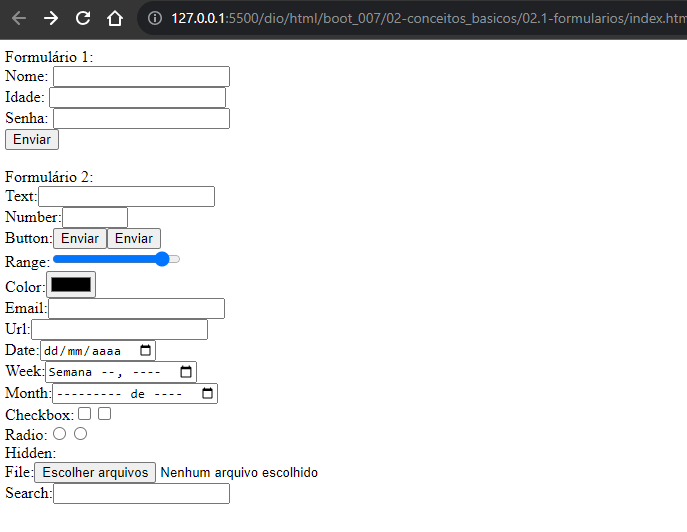 127.0.0.1:5500/dio/html/boot_007/02-conceitos_basicos/02.1-formularios/index.htm
Formulário 1:
Nome:
Idade:
Senha:
Enviar
Formulário 2:
Text:
Number:
Button: Enviar Enviar
Range:
Color:
Email:
Url:
Date: dd/mm/aaaa
Week: Semana --, ----
Month: --------- de ----
Checkbox:
Radio:
Hidden:
File: Escolher arquivos Nenhum arquivo escolhido
Search: